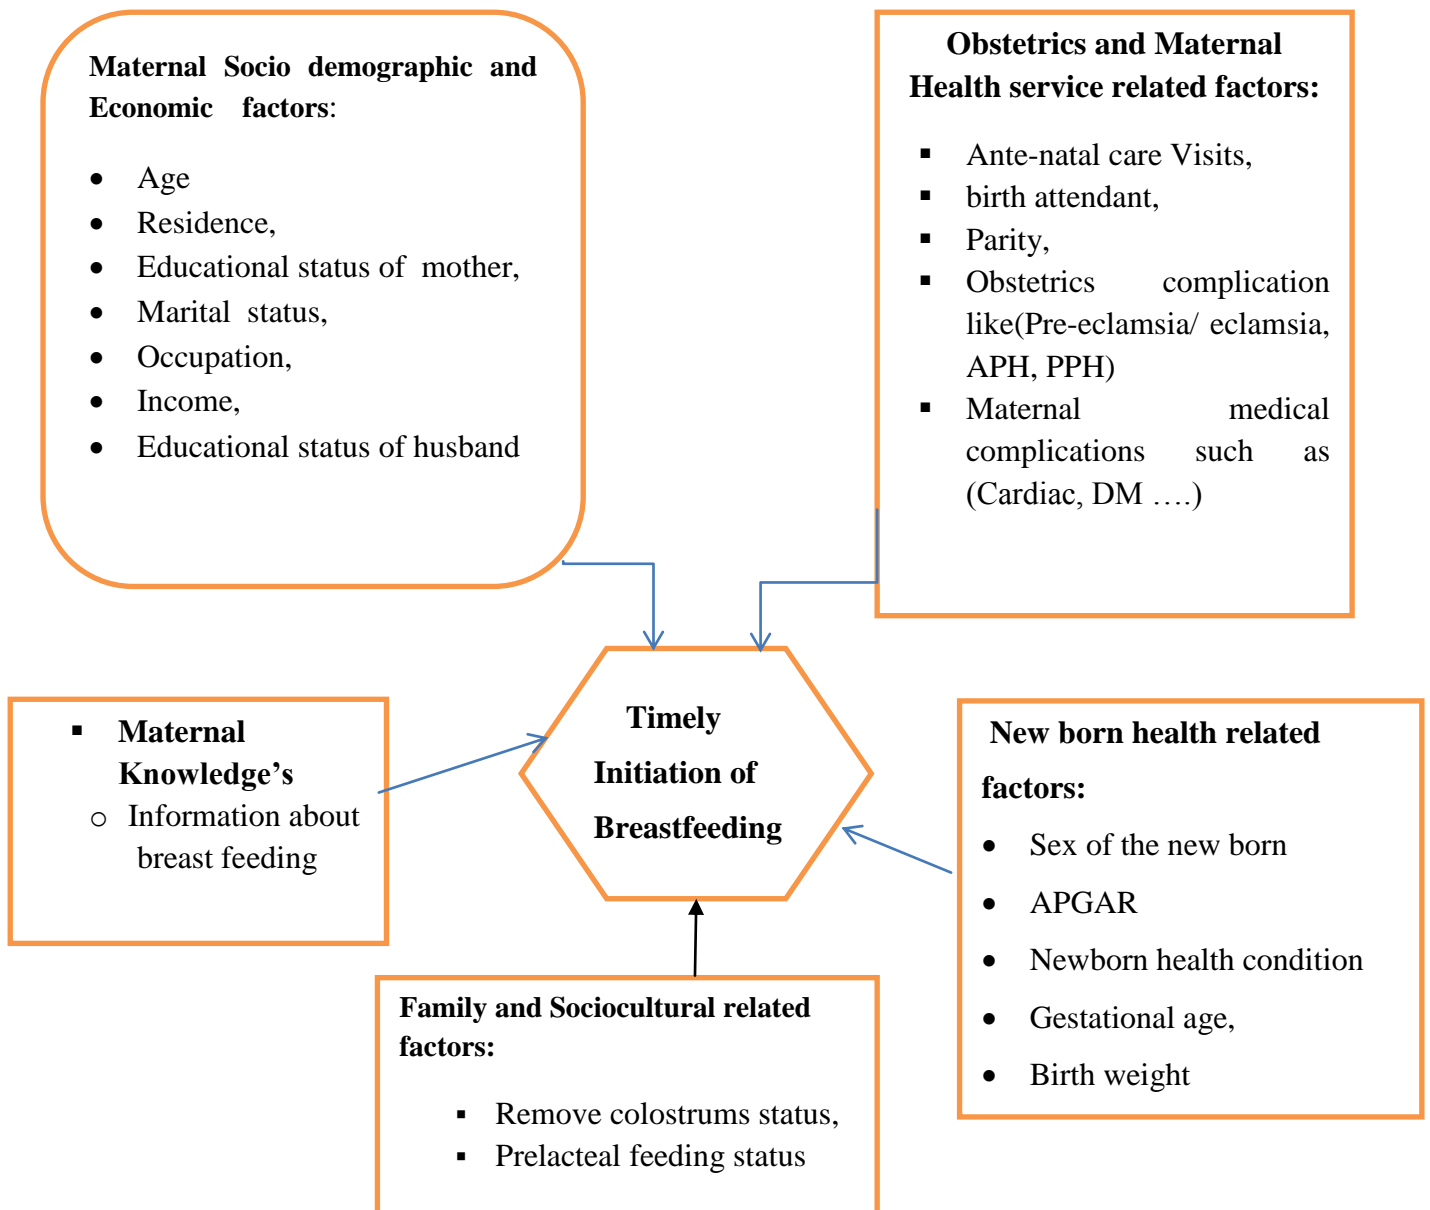 Maternal Socio demographic and
Economic factors:
• Age
• Residence,
• Educational status of mother,
• Marital status,
• Occupation,
• Income,
• Educational status of husband
Obstetrics and Maternal
Health service related factors:
▪ Ante-natal care Visits,
▪ birth attendant,
▪ Parity,
▪ Obstetrics complication
like(Pre-eclamsia/ eclamsia,
APH, PPH)
▪ Maternal medical
complications such as
(Cardiac, DM ….)
▪ Maternal
Knowledge’s
o Information about
breast feeding
Timely
Initiation of
Breastfeeding
New born health related
factors:
• Sex of the new born
• APGAR
• Newborn health condition
• Gestational age,
• Birth weight
Family and Sociocultural related
factors:
▪ Remove colostrums status,
▪ Prelacteal feeding status